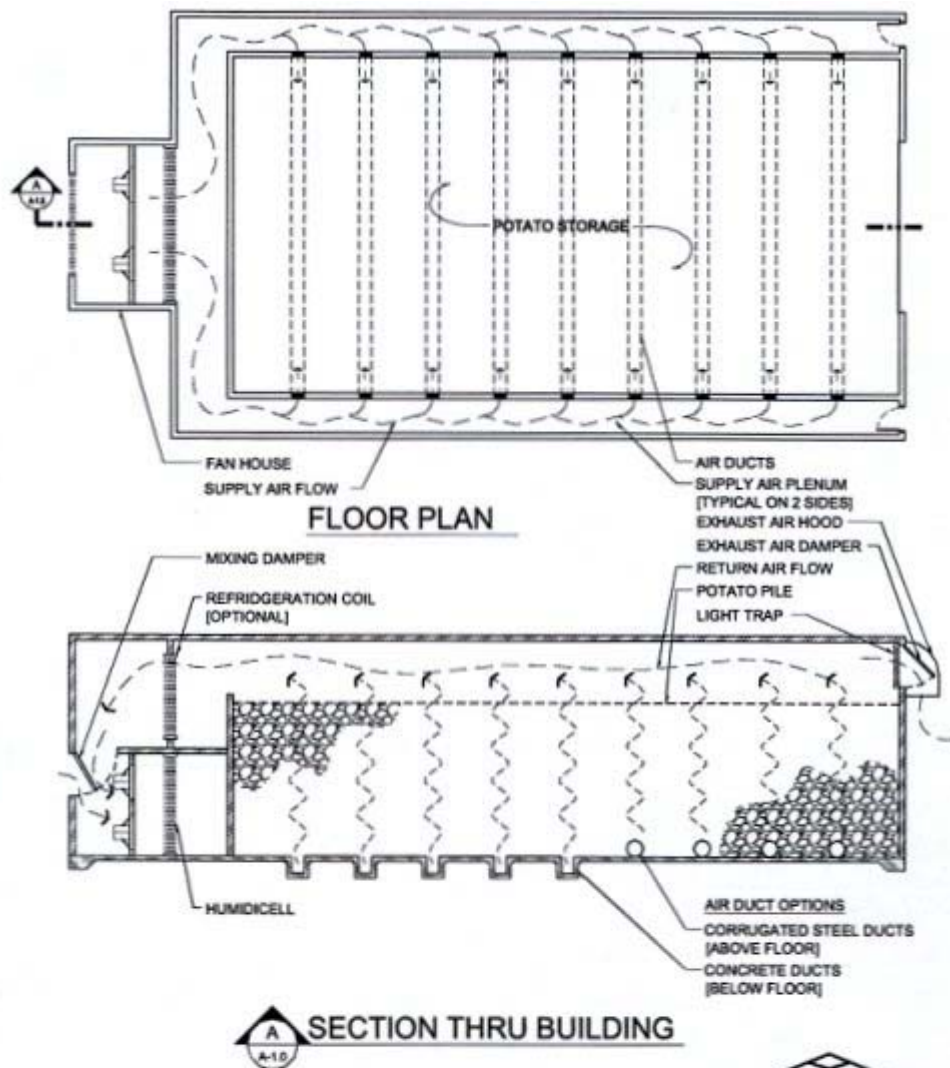 A
POTATO STORAGE
FAN HOUSE
SUPPLY AIR FLOW
AIR DUCTS
SUPPLY AIR PLENUM
[TYPICAL ON 2 SIDES]
FLOOR PLAN
EXHAUST AIR HOOD
EXHAUST AIR DAMPER
MIXING DAMPER
RETURN AIR FLOW
POTATO PILE
REFRIDGERATION COIL
[OPTIONAL]
LIGHT TRAP
HUMIDICELL
AIR DUCT OPTIONS
CORRUGATED STEEL DUCTS
[ABOVE FLOOR]
CONCRETE DUCTS
[BELOW FLOOR]
A
A-1.0
SECTION THRU BUILDING